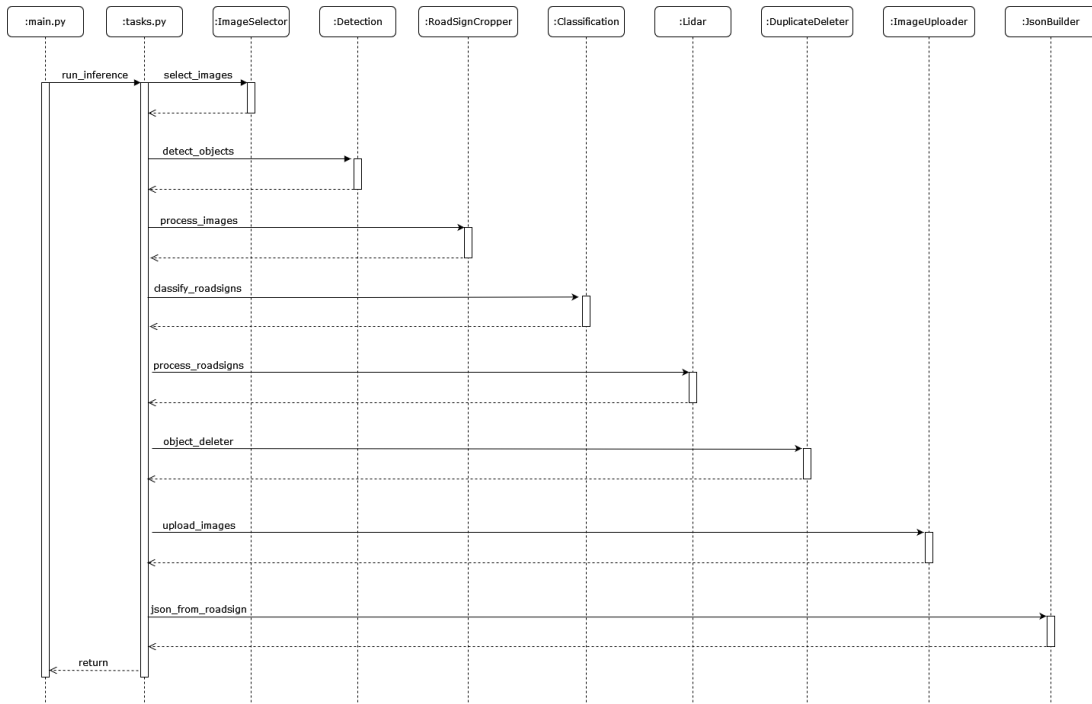 :main.py
:tasks.py
:ImageSelector
:Detection
:RoadSignCropper
:Classification
:Lidar
:DuplicateDeleter
:ImageUploader
:JsonBuilder
run_inference
select_images
detect_objects
process_images
classify_roadsigns
process_roadsigns
object_deleter
upload_images
json_from_roadsign
return